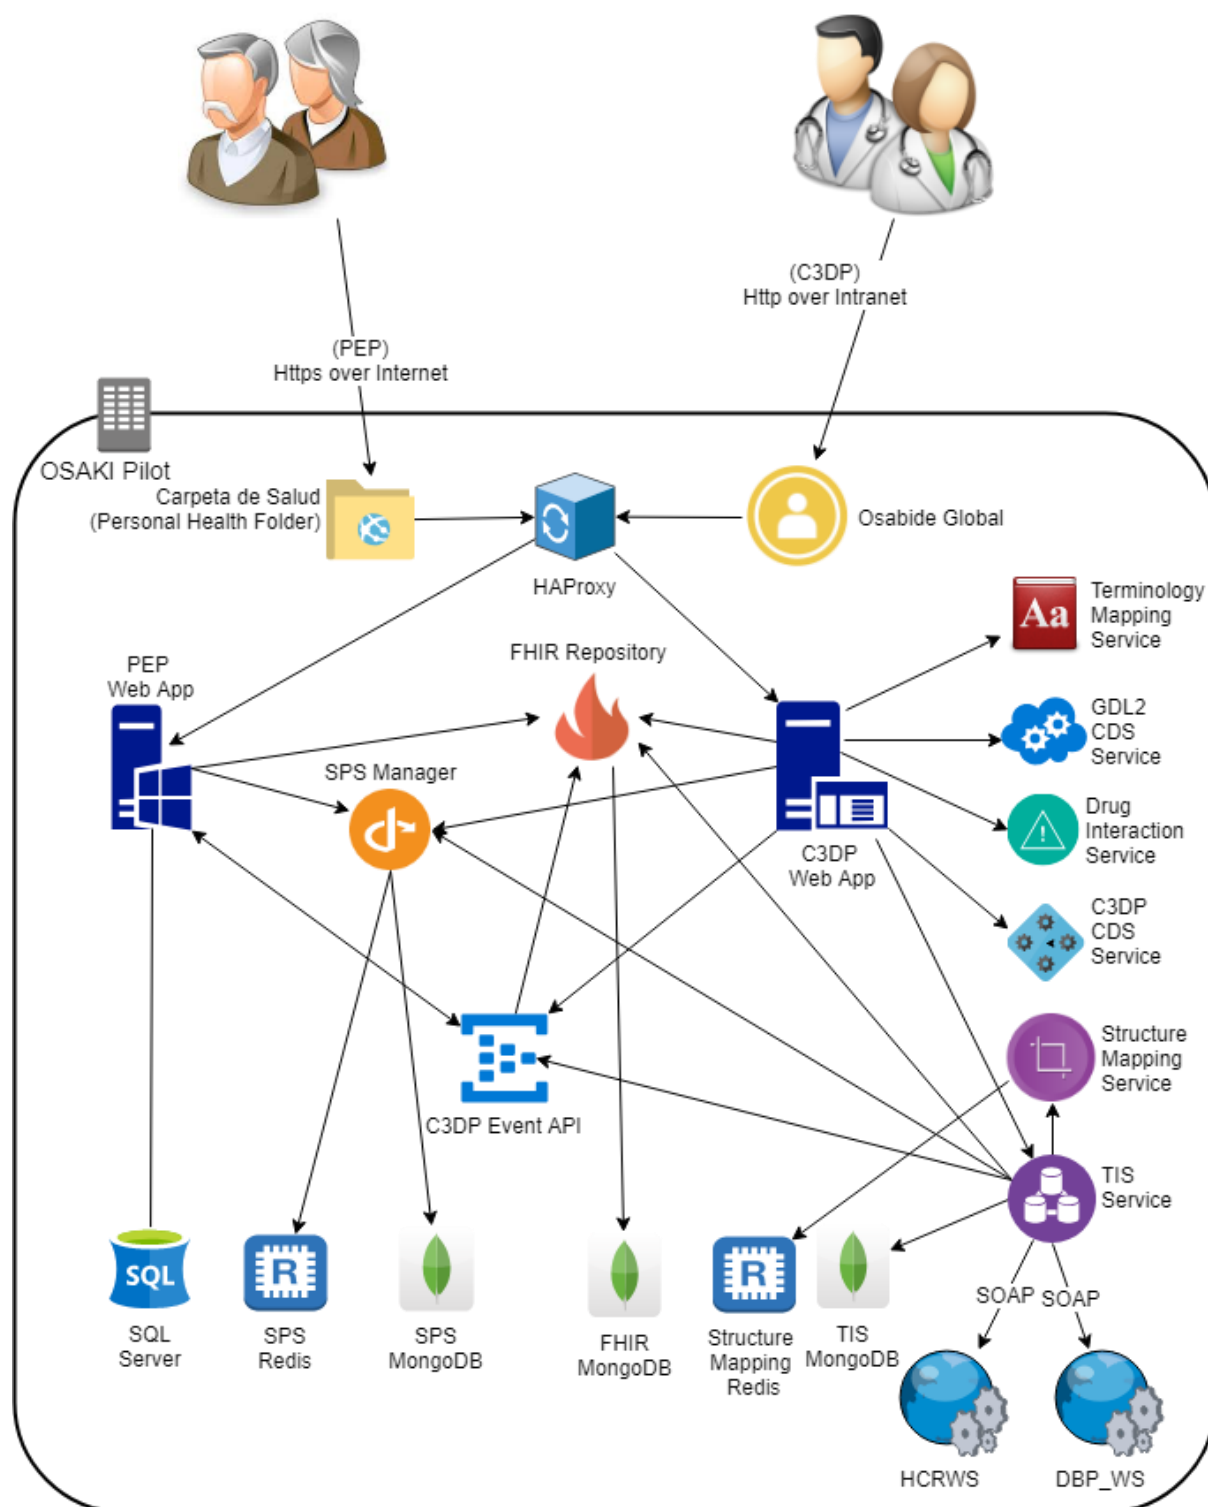 (C3DP)
Http over Intranet
(PEP)
Https over Internet
OSAKI Pilot
Carpeta de Salud
(Personal Health Folder)
Osabide Global
HAProxy
Terminology
Mapping
Service
Aa
FHIR Repository
PEP
Web App
GDL2
CDS
Service
SPS Manager
Drug
Interaction
Service
C3DP
Web App
C3DP
CDS
Service
Structure
Mapping
Service
C3DP Event API
TIS
Service
SQL
R
R
SOAP
SOAP
SQL
Server
SPS
Redis
SPS
MongoDB
FHIR
MongoDB
Structure
Mapping
Redis
TIS
MongoDB
HCRWS
DBP_WS